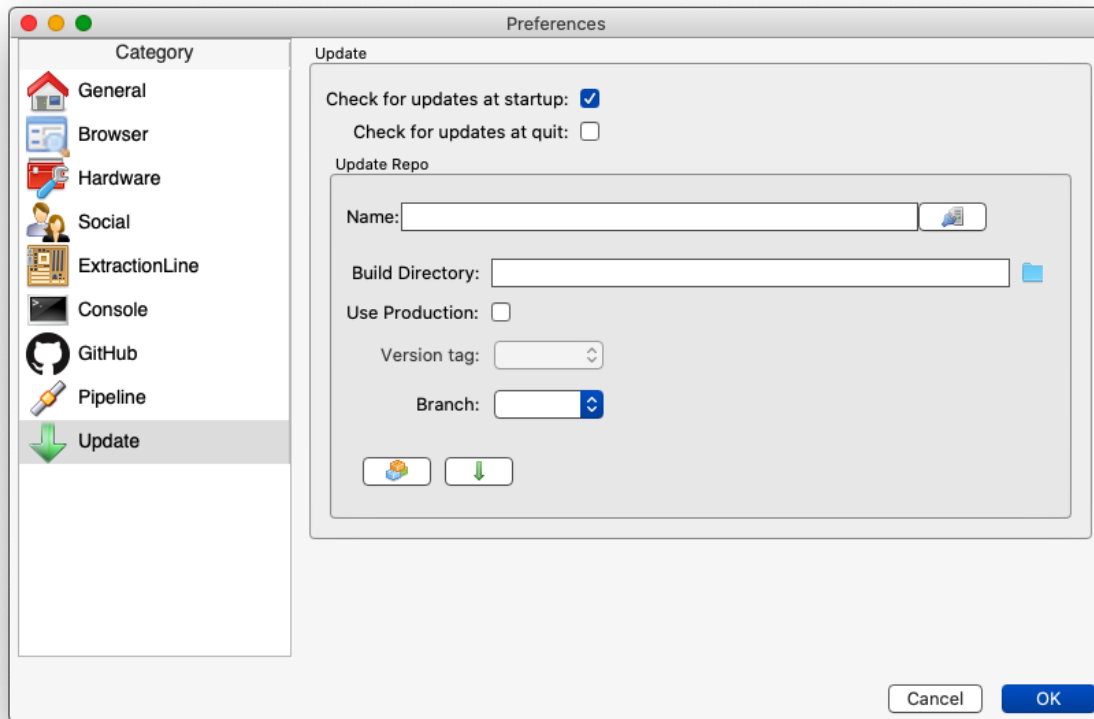 Preferences
Category
General
Browser
Hardware
Social
ExtractionLine
Console
GitHub
Pipeline
Update
Update
Check for updates at startup:
Check for updates at quit:
Update Repo
Name:
Build Directory:
Use Production:
Version tag:
Branch:
Cancel
OK